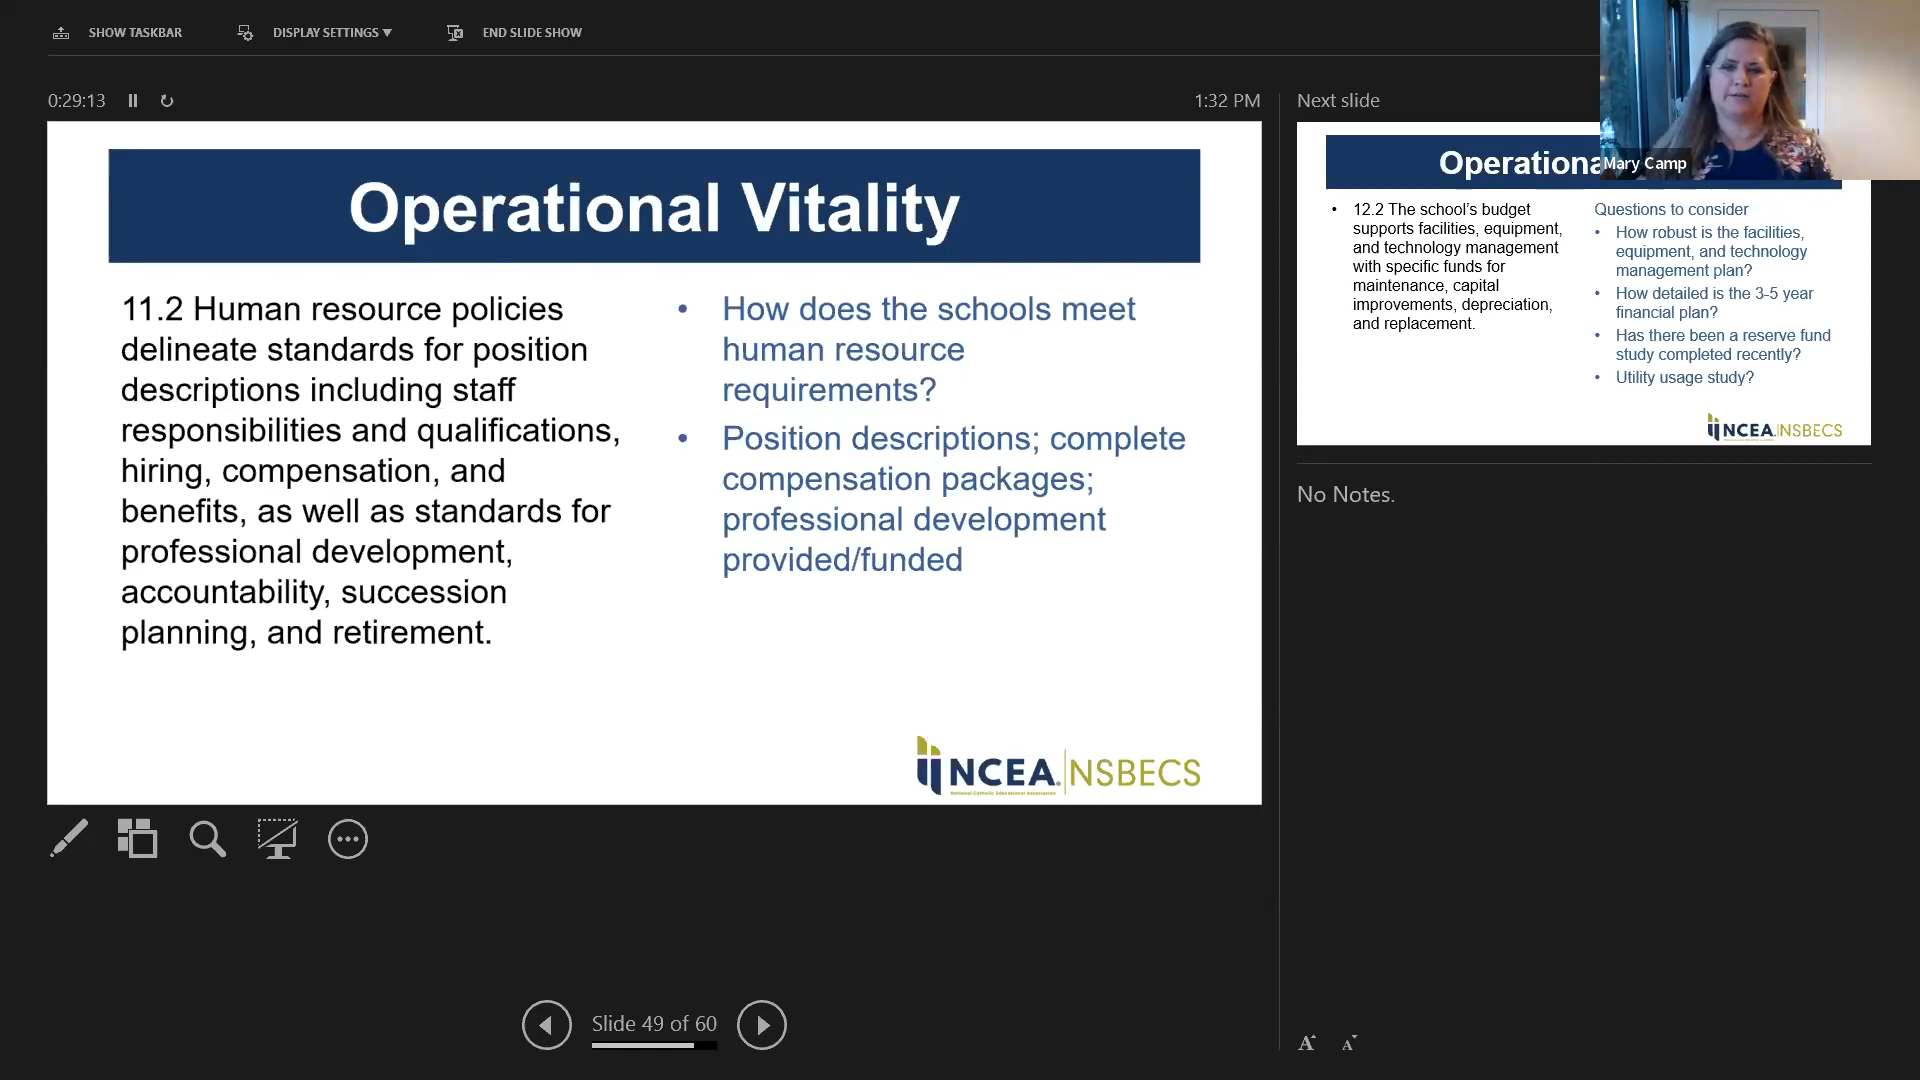 SHOW TASKBAR
DISPLAY SETTINGS ▾
END SLIDE SHOW
0:29:13
1:32 PM
Operational Vitality
11.2 Human resource policies
delineate standards for position
descriptions including staff
responsibilities and qualifications,
hiring, compensation, and
benefits, as well as standards for
professional development,
accountability, succession
planning, and retirement.
• How does the schools meet
human resource
requirements?
• Position descriptions; complete
compensation packages;
professional development
provided/funded
NCEA. NSBECS
National Catholic Educational Association
Slide 49 of 60
Next slide
Mary Camp
Operationa
• 12.2 The school's budget
supports facilities, equipment,
and technology management
with specific funds for
maintenance, capital
improvements, depreciation,
and replacement.
Questions to consider
• How robust is the facilities,
equipment, and technology
management plan?
• How detailed is the 3-5 year
financial plan?
• Has there been a reserve fund
study completed recently?
• Utility usage study?
NCEA. NSBECS
No Notes.
A A